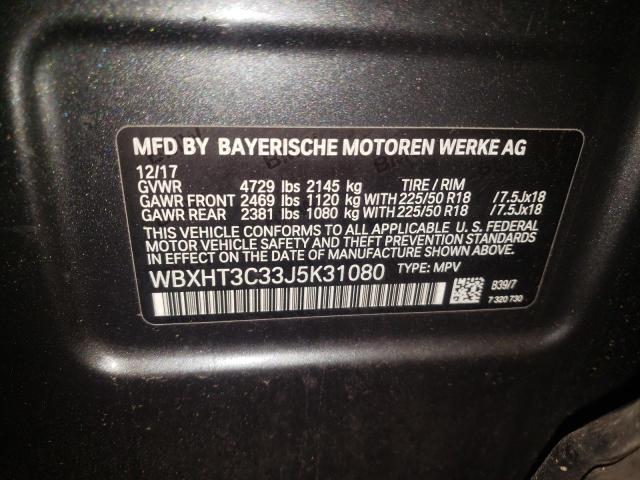 MFD BY BAYERISCHE MOTOREN WERKE AG
12/17
GVWR 4729 lbs 2145 kg TIRE / RIM
GAWR FRONT 2469 lbs 1120 kg WITH 225/50 R18 /7.5Jx18
GAWR REAR 2381 lbs 1080 kg WITH 225/50 R18 /7.5Jx18
THIS VEHICLE CONFORMS TO ALL APPLICABLE U. S. FEDERAL
MOTOR VEHICLE SAFETY AND THEFT PREVENTION STANDARDS
IN EFFECT ON THE DATE OF MANUFACTURE SHOWN ABOVE.
WBXHT3C33J5K31080 TYPE: MPV
839/7
7 320 730